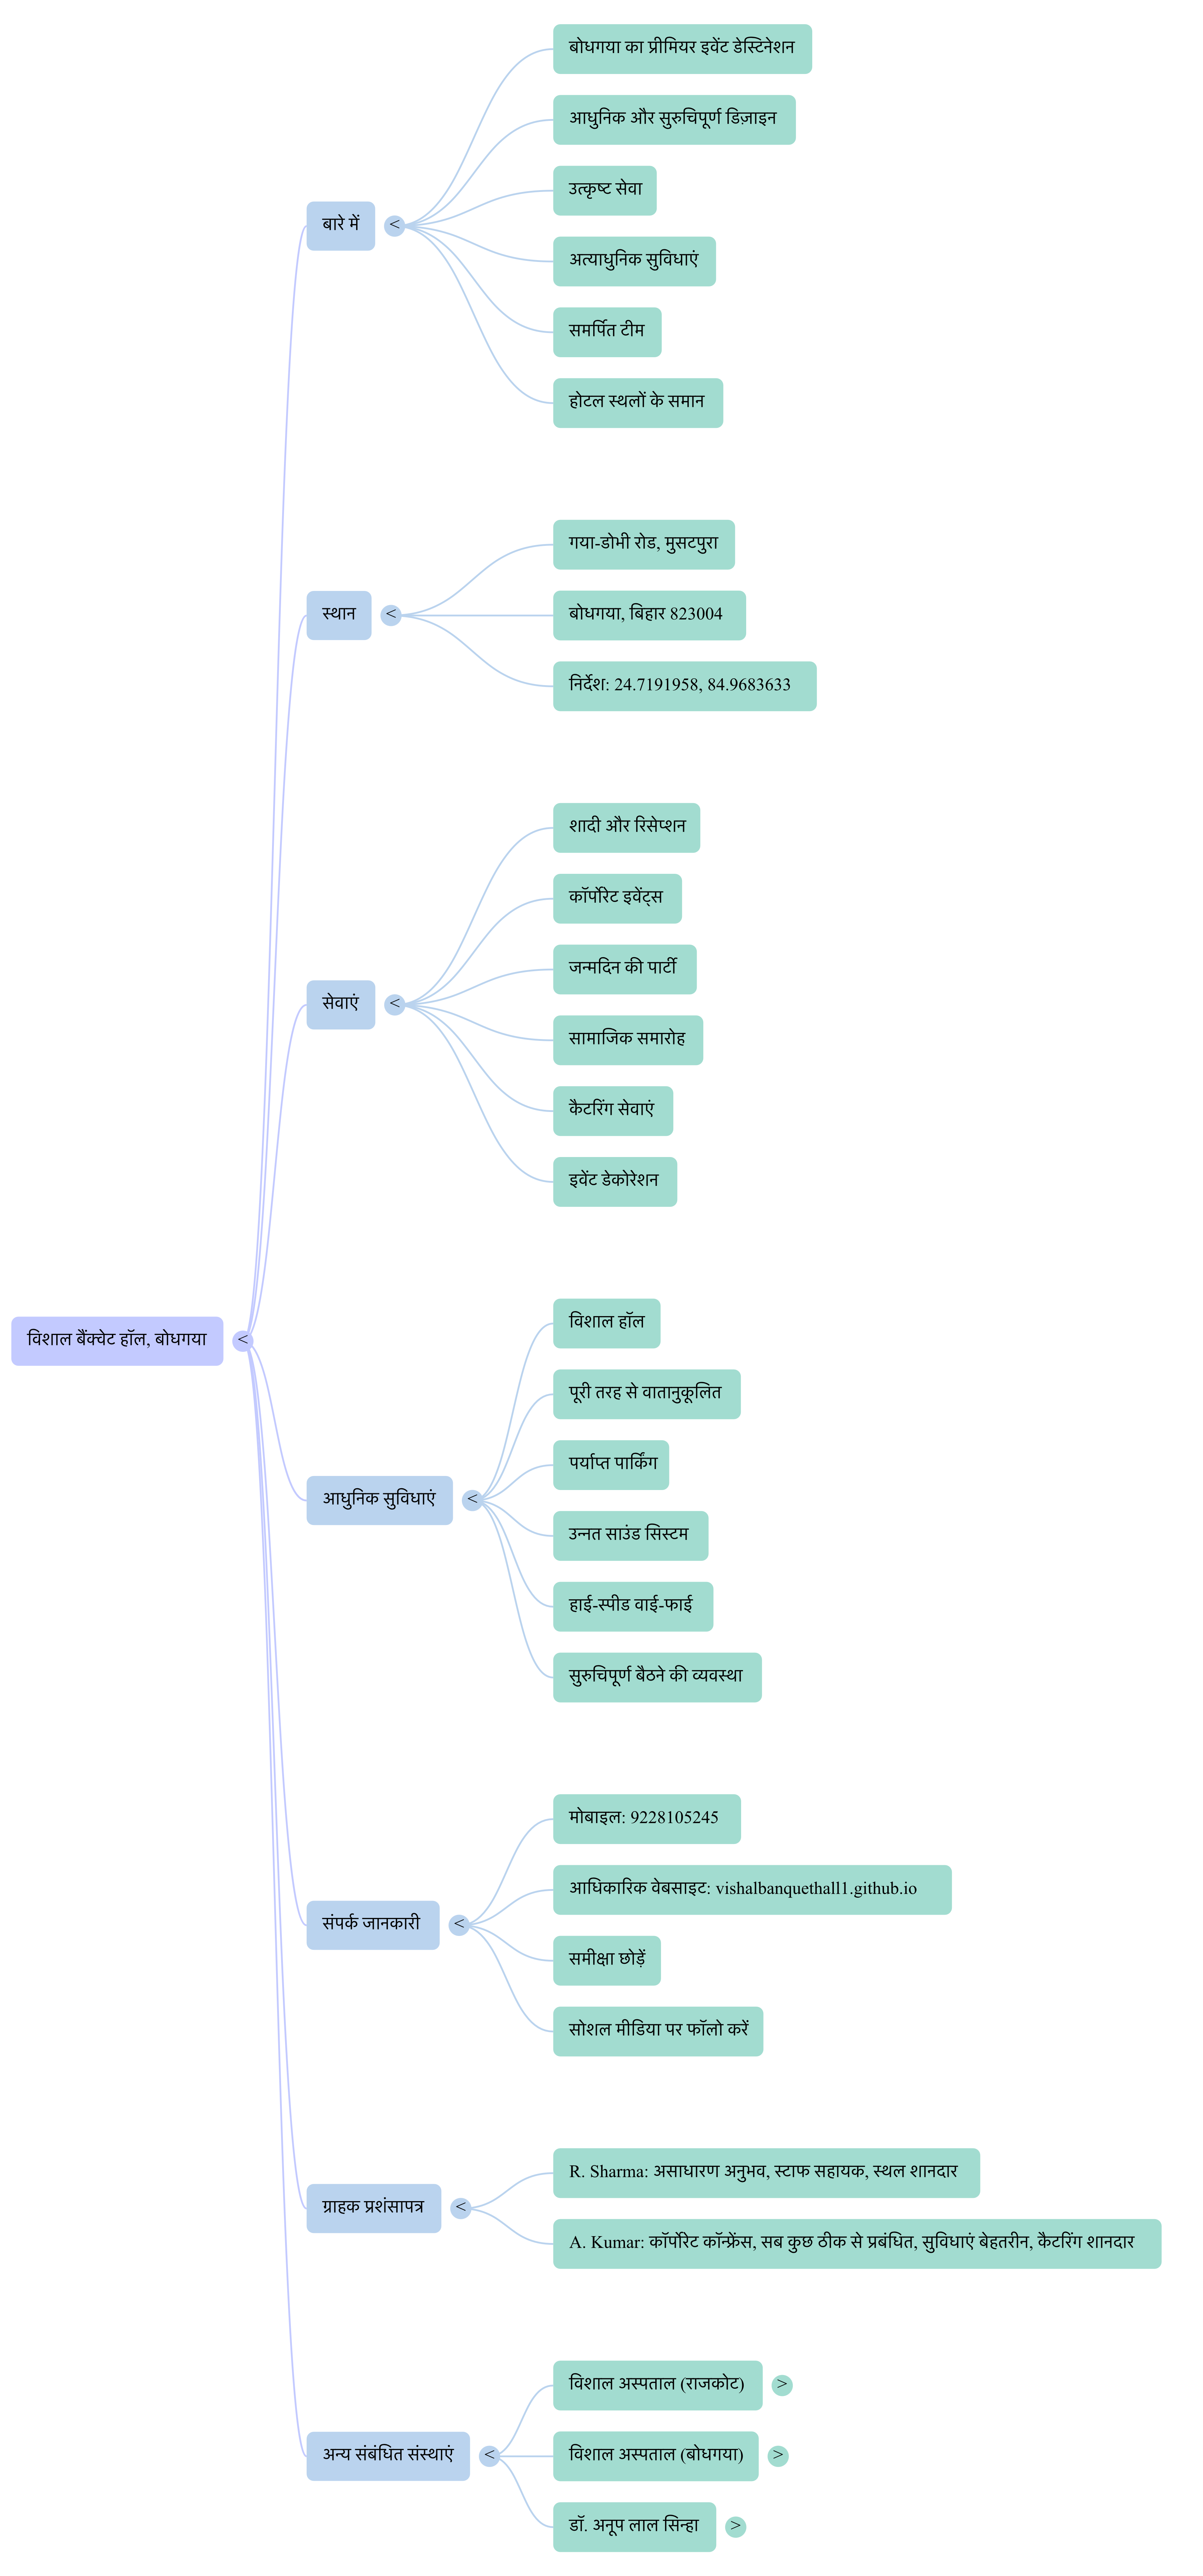 विशाल बैंक्वेट हॉल, बोधगया
<
बारे में
<
बोधगया का प्रीमियर इवेंट डेस्टिनेशन
आधुनिक और सुरुचिपूर्ण डिज़ाइन
उत्कृष्ट सेवा
अत्याधुनिक सुविधाएं
समर्पित टीम
होटल स्थलों के समान
स्थान
<
गया-डोभी रोड, मुसटपुरा
बोधगया, बिहार 823004
निर्देश: 24.7191958, 84.9683633
सेवाएं
<
शादी और रिसेप्शन
कॉर्पोरेट इवेंट्स
जन्मदिन की पार्टी
सामाजिक समारोह
कैटरिंग सेवाएं
इवेंट डेकोरेशन
आधुनिक सुविधाएं
<
विशाल हॉल
पूरी तरह से वातानुकूलित
पर्याप्त पार्किंग
उन्नत साउंड सिस्टम
हाई-स्पीड वाई-फाई
सुरुचिपूर्ण बैठने की व्यवस्था
संपर्क जानकारी
<
मोबाइल: 9228105245
आधिकारिक वेबसाइट: vishalbanquethall1.github.io
समीक्षा छोड़ें
सोशल मीडिया पर फॉलो करें
ग्राहक प्रशंसापत्र
<
R. Sharma: असाधारण अनुभव, स्टाफ सहायक, स्थल शानदार
A. Kumar: कॉर्पोरेट कॉन्फ्रेंस, सब कुछ ठीक से प्रबंधित, सुविधाएं बेहतरीन, कैटरिंग शानदार
अन्य संबंधित संस्थाएं
<
विशाल अस्पताल (राजकोट) >
विशाल अस्पताल (बोधगया) >
डॉ. अनूप लाल सिन्हा >